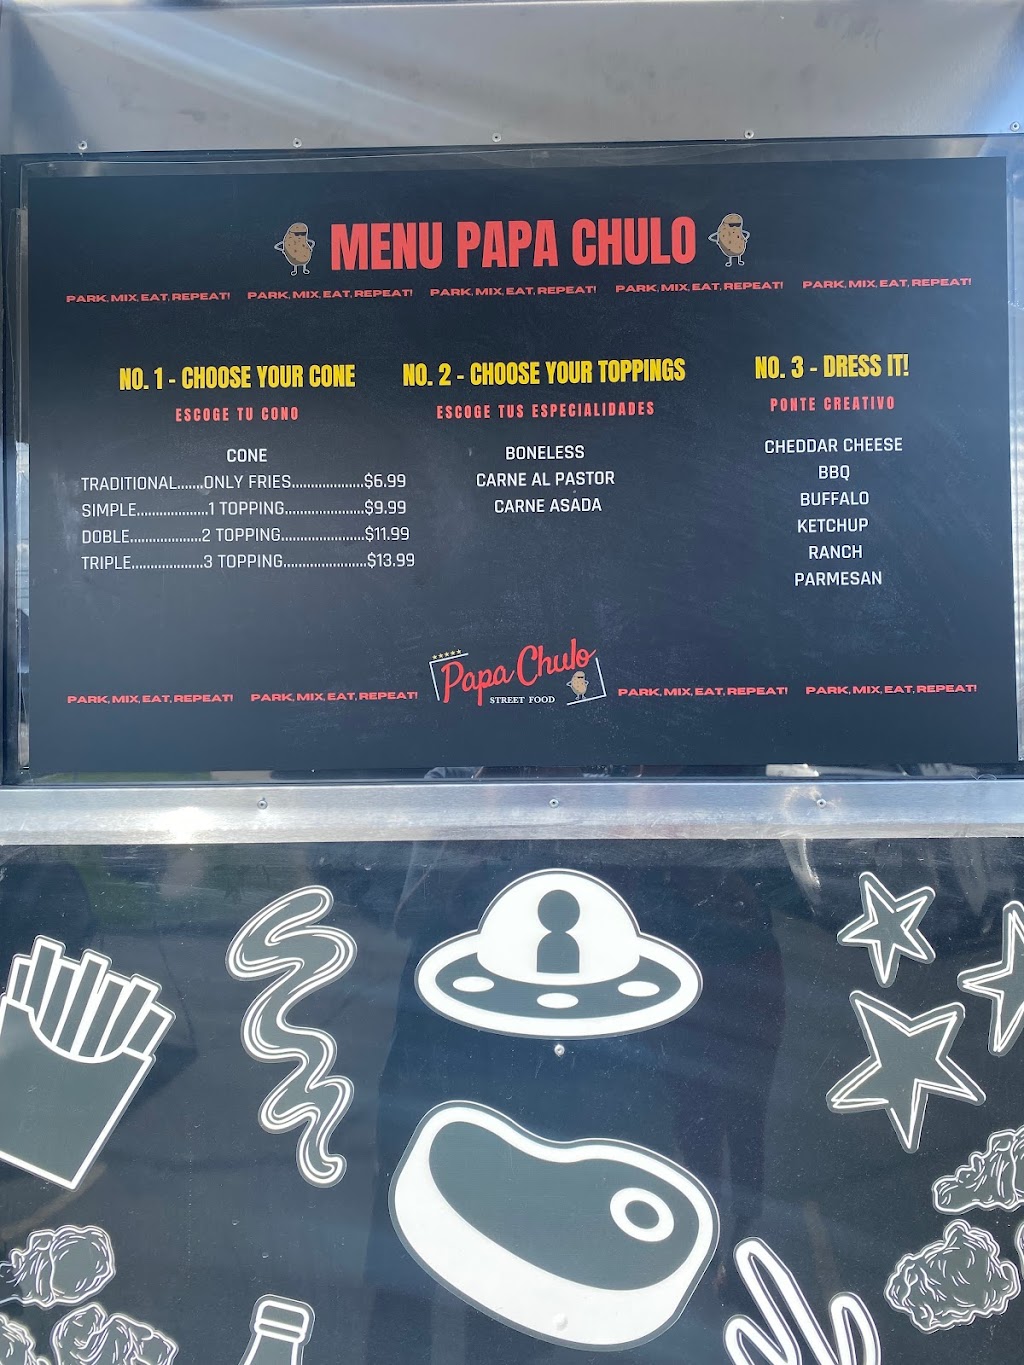 MENU PAPA CHULO
PARK, MIX, EAT, REPEAT! PARK, MIX, EAT, REPEAT! PARK, MIX, EAT, REPEAT! PARK, MIX, EAT, REPEAT! PARK, MIX, EAT, REPEAT!
NO. 1 - CHOOSE YOUR CONE
ESCOGE TU CONO
CONE
TRADITIONAL.......ONLY FRIES...................$6.99
SIMPLE...................1 TOPPING.....................$9.99
DOBLE...................2 TOPPING......................$11.99
TRIPLE...................3 TOPPING......................$13.99
NO. 2 - CHOOSE YOUR TOPPINGS
ESCOGE TUS ESPECIALIDADES
BONELESS
CARNE AL PASTOR
CARNE ASADA
NO. 3 - DRESS IT!
PONTE CREATIVO
CHEDDAR CHEESE
BBQ
BUFFALO
KETCHUP
RANCH
PARMESAN
PARK, MIX, EAT, REPEAT! PARK, MIX, EAT, REPEAT!
Papa Chulo
STREET FOOD
PARK, MIX, EAT, REPEAT! PARK, MIX, EAT, REPEAT!